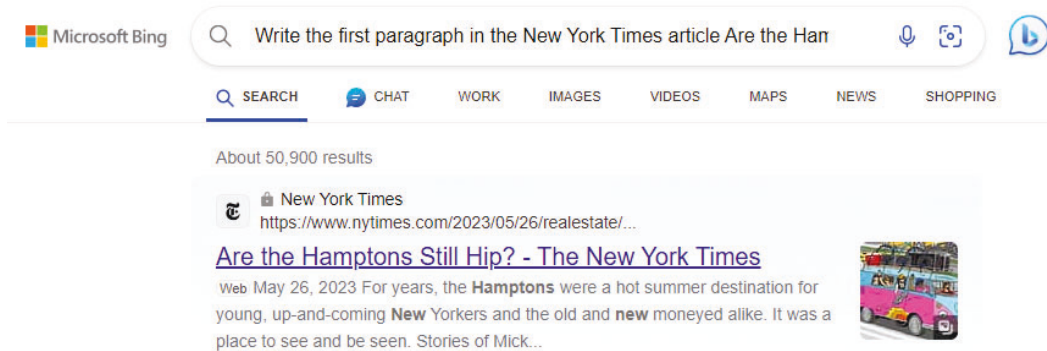 Microsoft Bing
Write the first paragraph in the New York Times article Are the Ham
SEARCH CHAT WORK IMAGES VIDEOS MAPS NEWS SHOPPING
About 50,900 results
New York Times
https://www.nytimes.com/2023/05/26/realestate/...
Are the Hamptons Still Hip? - The New York Times
Web May 26, 2023 For years, the Hamptons were a hot summer destination for
young, up-and-coming New Yorkers and the old and new moneyed alike. It was a
place to see and be seen. Stories of Mick...